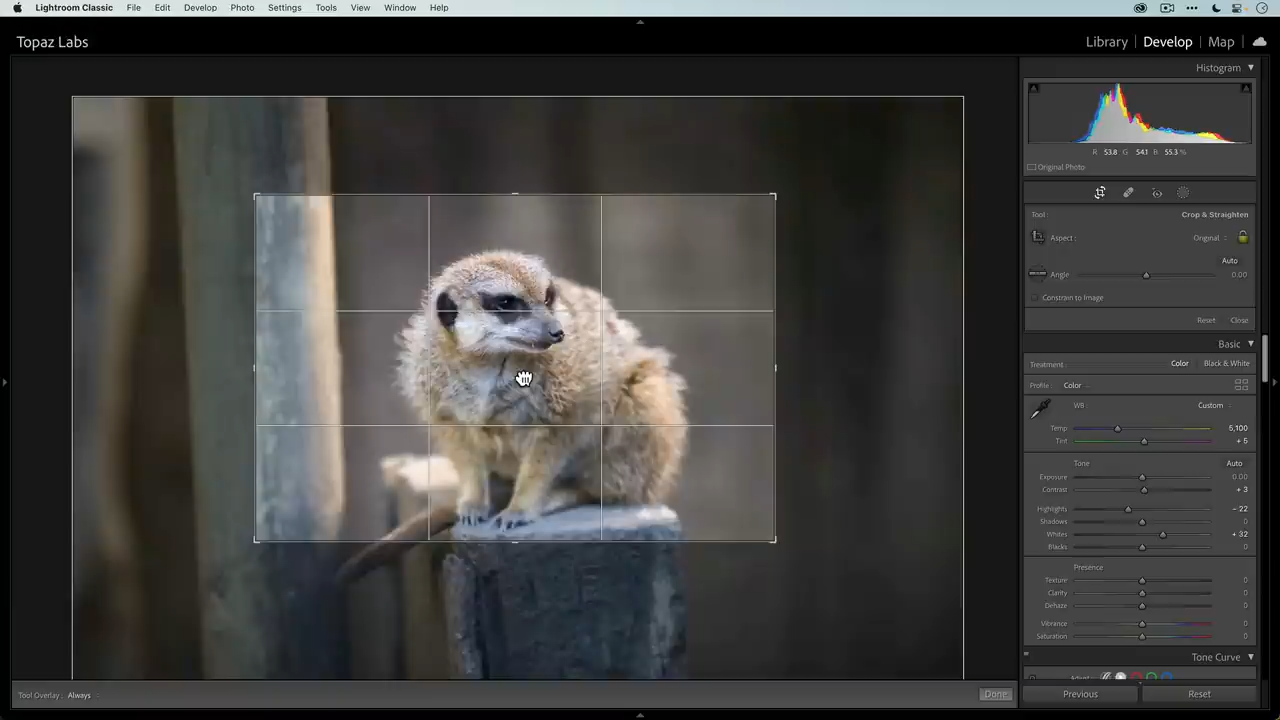 Lightroom Classic File Edit Develop Photo Settings Tools View Window Help
Topaz Labs
Library | Develop | Map
Histogram
R 53.8 G 54.1 B 55.3 %
Original Photo
Tool : Crop & Straighten
Aspect : Original
Auto
Angle 0.00
Constrain to Image
Reset Close
Basic
Treatment : Color Black & White
Profile : Color
WB : Custom
Temp 5,100
Tint + 5
Tone Auto
Exposure 0.00
Contrast + 3
Highlights − 22
Shadows 0
Whites + 32
Blacks 0
Presence
Texture 0
Clarity 0
Dehaze 0
Vibrance 0
Saturation 0
Tone Curve
Tool Overlay : Always Done
Previous Reset